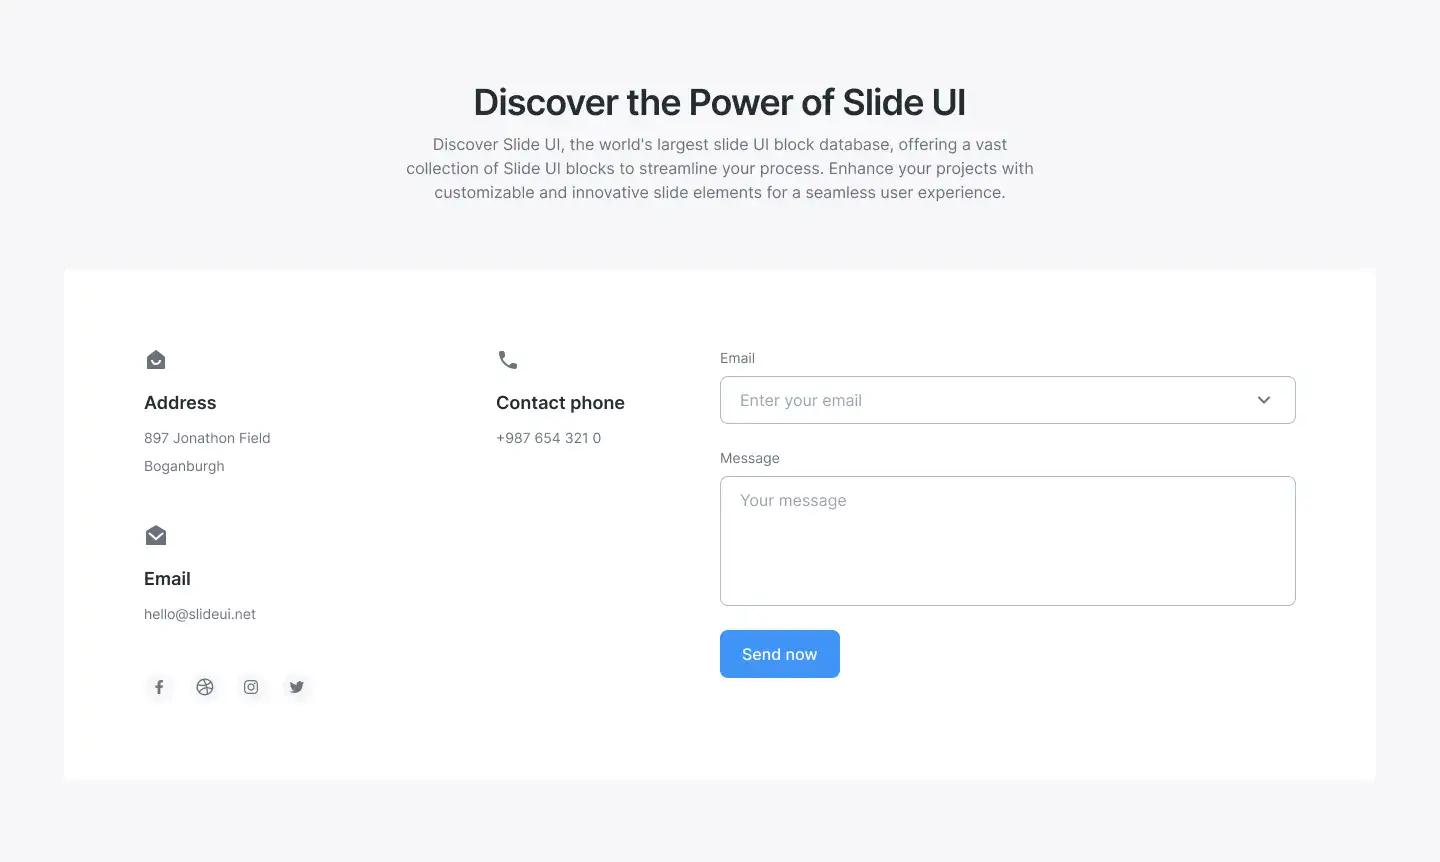 Discover the Power of Slide UI
Discover Slide UI, the world's largest slide UI block database, offering a vast
collection of Slide UI blocks to streamline your process. Enhance your projects with
customizable and innovative slide elements for a seamless user experience.
Address
897 Jonathon Field
Boganburgh
Contact phone
+987 654 321 0
Email
hello@slideui.net
Email
Enter your email
Message
Your message
Send now